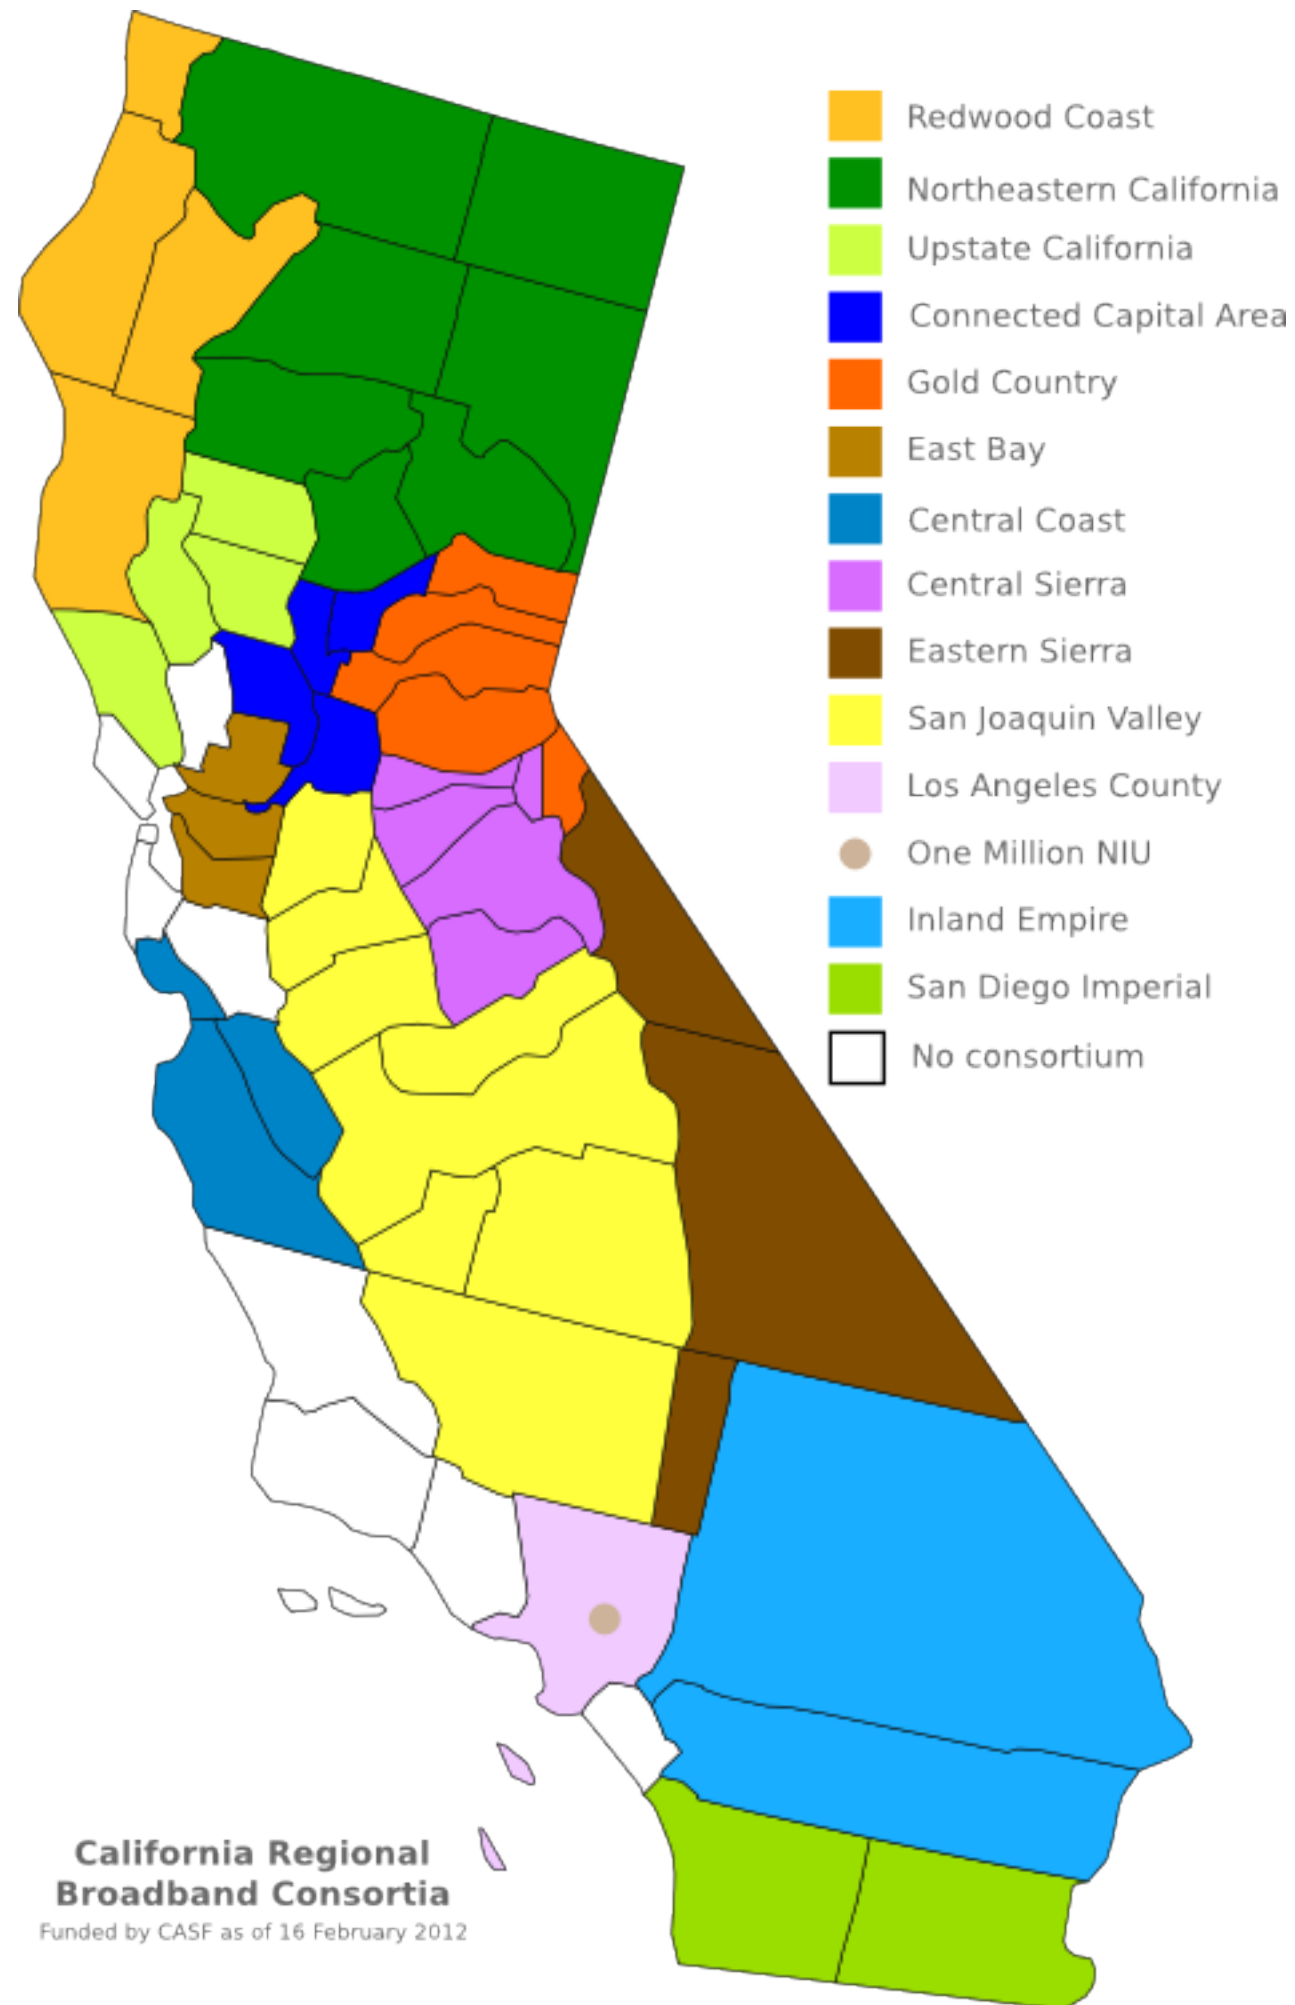 Redwood Coast
Northeastern California
Upstate California
Connected Capital Area
Gold Country
East Bay
Central Coast
Central Sierra
Eastern Sierra
San Joaquin Valley
Los Angeles County
One Million NIU
Inland Empire
San Diego Imperial
No consortium
California Regional
Broadband Consortia
Funded by CASF as of 16 February 2012